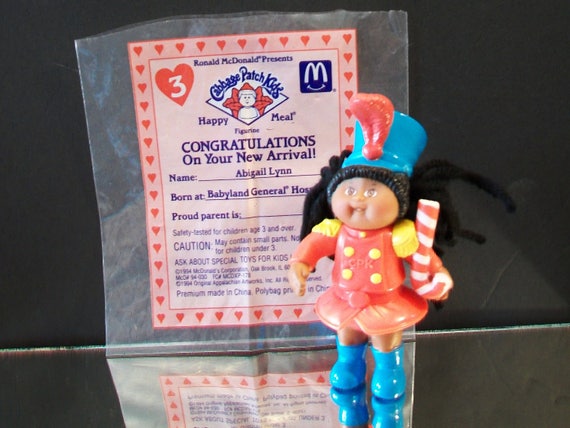 Ronald McDonald Presents
3
Cabbage Patch Kids
Happy Meal®
Figurine
CONGRATULATIONS
On Your New Arrival!
Name: Abigail Lynn
Born at: Babyland General®
Proud parent is:
Safety-tested for children age 3 and over.
CAUTION: May contain small parts. No
for children under 3.
ASK ABOUT SPECIAL TOYS FOR KIDS
©1994 McDonald's Corporation, Oak Brook, IL
©1994 Original Appalachian Artworks, Inc. All
Premium made in China. Polybag in
CPK